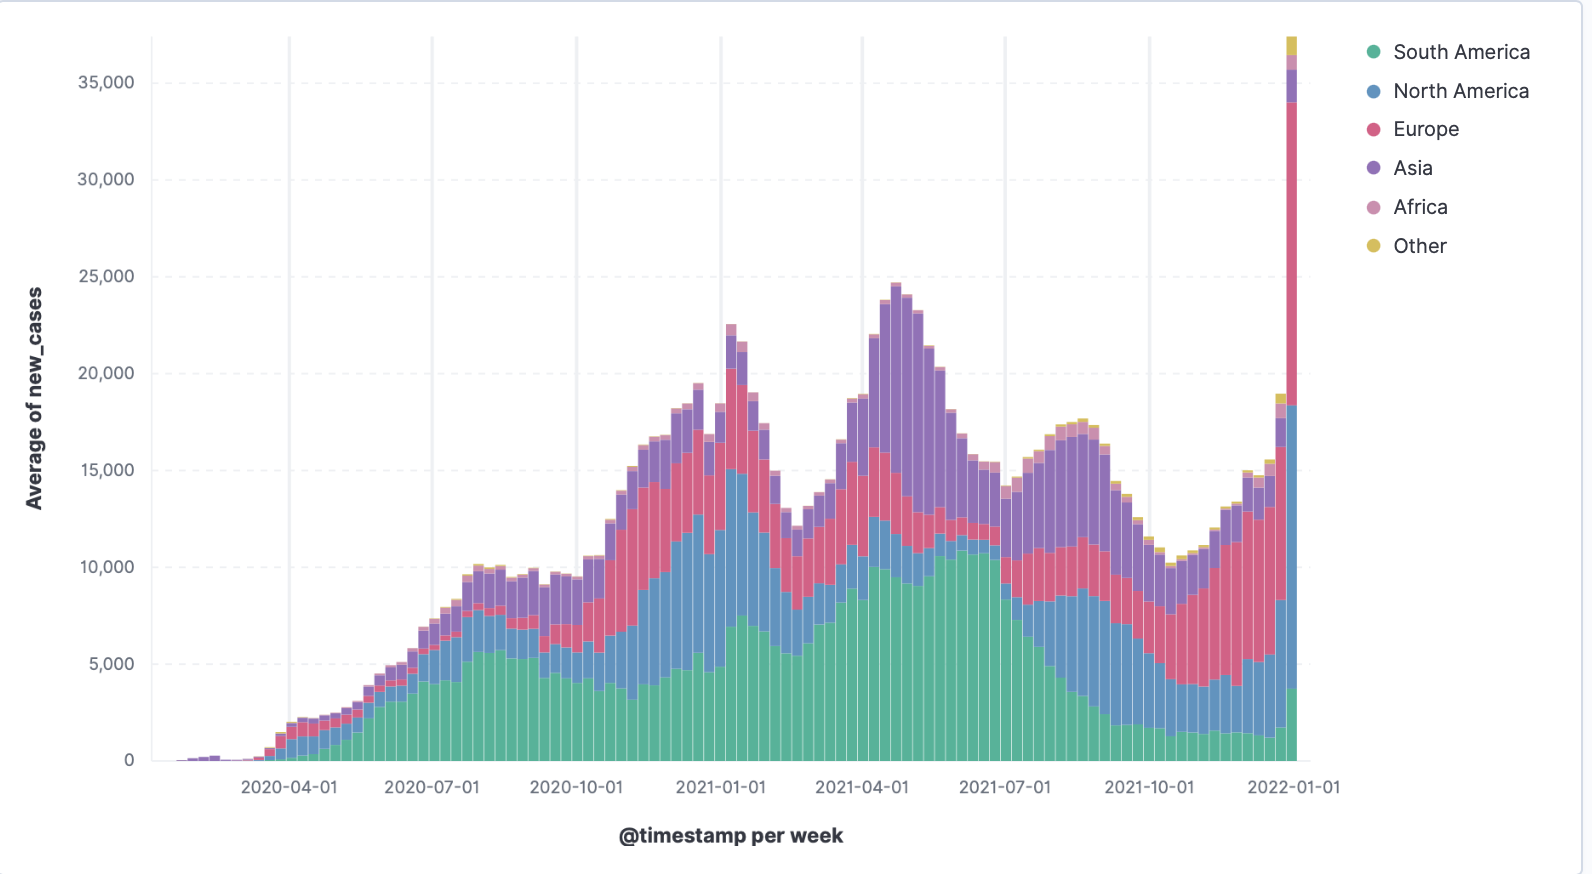 35,000
30,000
25,000
20,000
15,000
10,000
5,000
0
Average of new_cases
2020-04-01
2020-07-01
2020-10-01
2021-01-01
2021-04-01
2021-07-01
2021-10-01
2022-01-01
@timestamp per week
South America
North America
Europe
Asia
Africa
Other